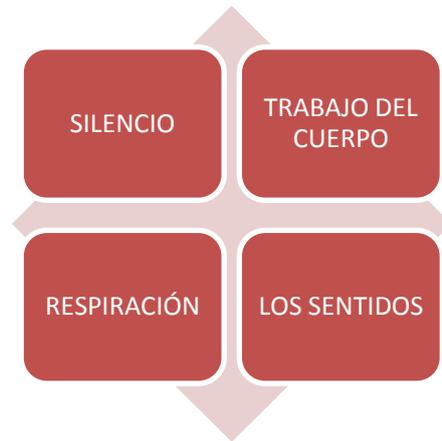 SILENCIO
TRABAJO DEL
CUERPO
RESPIRACIÓN
LOS SENTIDOS